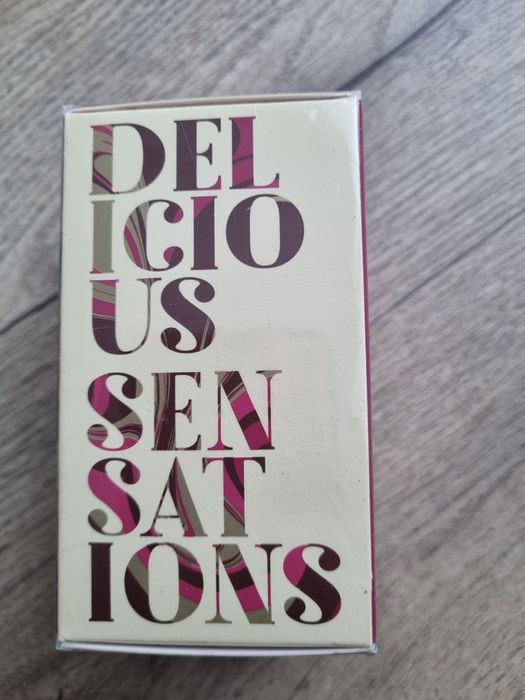 DEL
ICIO
US
SEN
SAT
IONS